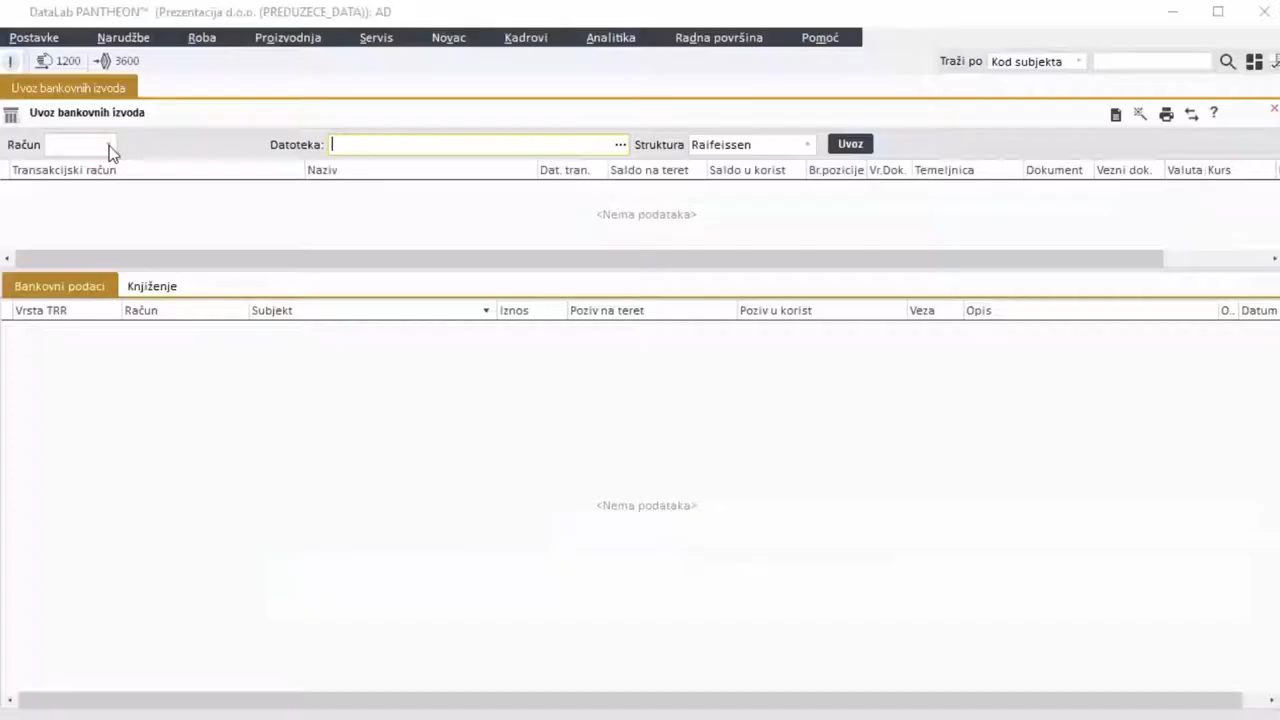 DataLab PANTHEON™ (Prezentacija d.o.o. (PREDUZECE_DATA)): AD
Postavke Narudžbe Roba Proizvodnja Servis Novac Kadrovi Analitika Radna površina Pomoć
1200 3600 Traži po Kod subjekta
Uvoz bankovnih izvoda
Uvoz bankovnih izvoda ?
Račun Datoteka: ... Struktura Raifeissen Uvoz
Transakcijski račun Naziv Dat. tran. Saldo na teret Saldo u korist Br.pozicije Vr.Dok. Temeljnica Dokument Vezni dok. Valuta Kurs
<Nema podataka>
Bankovni podaci Knjiženje
Vrsta TRR Račun Subjekt Iznos Poziv na teret Poziv u korist Veza Opis O.. Datum
<Nema podataka>